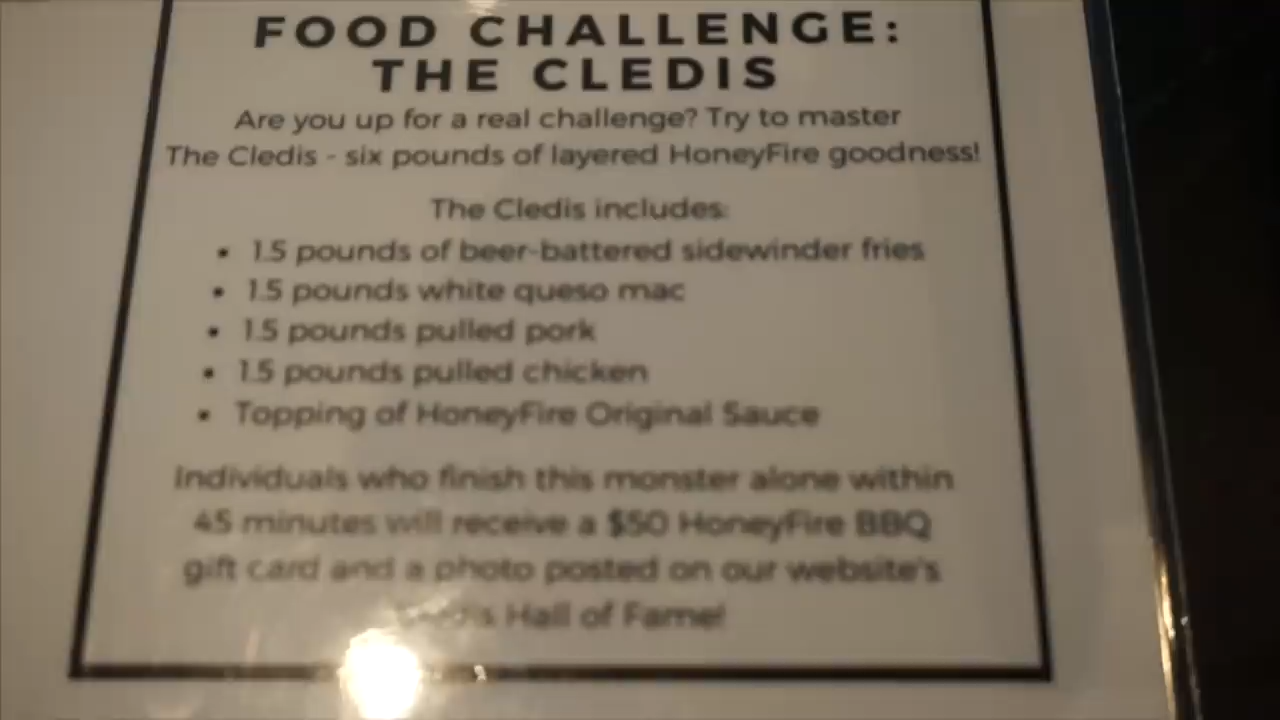 FOOD CHALLENGE:
THE CLEDIS
Are you up for a real challenge? Try to master
The Cledis - six pounds of layered HoneyFire goodness!
The Cledis includes:
• 1.5 pounds of beer-battered sidewinder fries
• 1.5 pounds white queso mac
• 1.5 pounds pulled pork
• 1.5 pounds pulled chicken
• Topping of HoneyFire Original Sauce
Individuals who finish this monster alone within
45 minutes will receive a $50 HoneyFire BBQ
gift card and a photo posted on our website's
Hall of Fame!